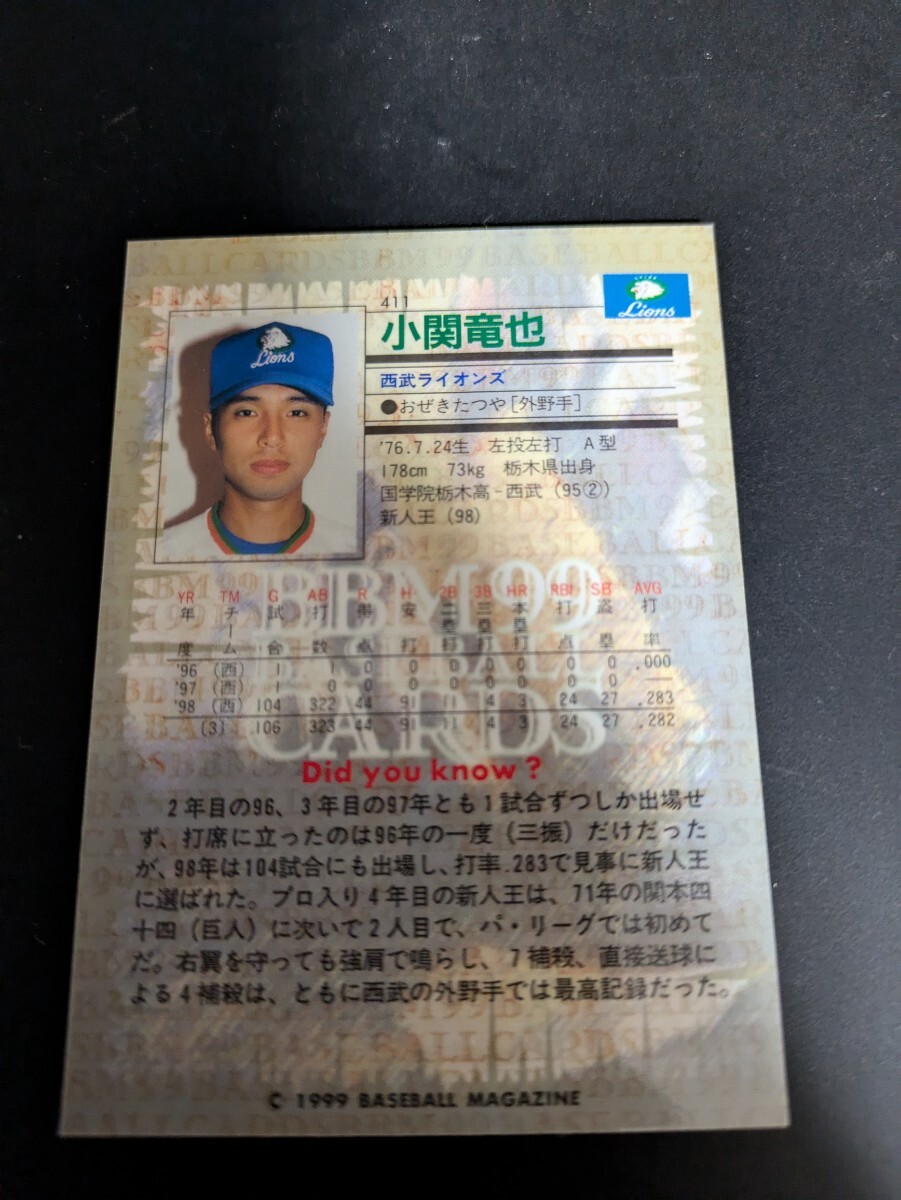 411
小関竜也
Lions
Lions
西武ライオンズ
●おぜきたつや[外野手]
'76.7.24生 左投左打 A型
178cm 73kg 栃木県出身
国学院栃木高-西武(95②)
新人王(98)
YR TM G AB R H 2B 3B HR RBI SB AVG
年度 チーム 試合 打数 得点 安打 二塁打 三塁打 本塁打 打点 盗塁 打率
'96 (西) 1 1 0 0 0 0 0 0 0 .000
'97 (西) 1 0 0 0 0 0 0 0 0 —
'98 (西) 104 322 44 91 11 4 3 24 27 .283
(3) 106 323 44 91 11 4 3 24 27 .282
BBM 99
BASEBALL
CARDS
Did you know?
2年目の96、3年目の97年とも1試合ずつしか出場せ
ず、打席に立ったのは96年の一度(三振)だけだった
が、98年は104試合にも出場し、打率.283で見事に新人王
に選ばれた。プロ入り4年目の新人王は、71年の関本四
十四(巨人)に次いで2人目で、パ・リーグでは初めて
だ。右翼を守っても強肩で鳴らし、7補殺、直接送球に
よる4補殺は、ともに西武の外野手では最高記録だった。
© 1999 BASEBALL MAGAZINE